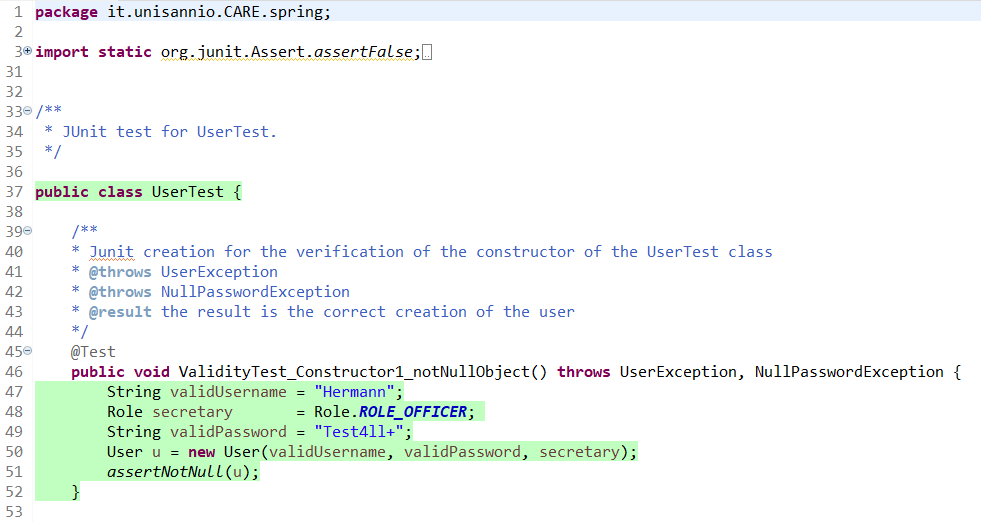 1 package it.unisannio.CARE.spring;
2
3 import static org.junit.Assert.assertFalse;
31
32
33 /**
34  * JUnit test for UserTest.
35  */
36
37 public class UserTest {
38
39     /**
40     * Junit creation for the verification of the constructor of the UserTest class
41     * @throws UserException
42     * @throws NullPasswordException
43     * @result the result is the correct creation of the user
44     */
45     @Test
46     public void ValidityTest_Constructor1_notNullObject() throws UserException, NullPasswordException {
47         String validUsername = "Hermann";
48         Role secretary       = Role.ROLE_OFFICER;
49         String validPassword = "Test4ll+";
50         User u = new User(validUsername, validPassword, secretary);
51         assertNotNull(u);
52     }
53